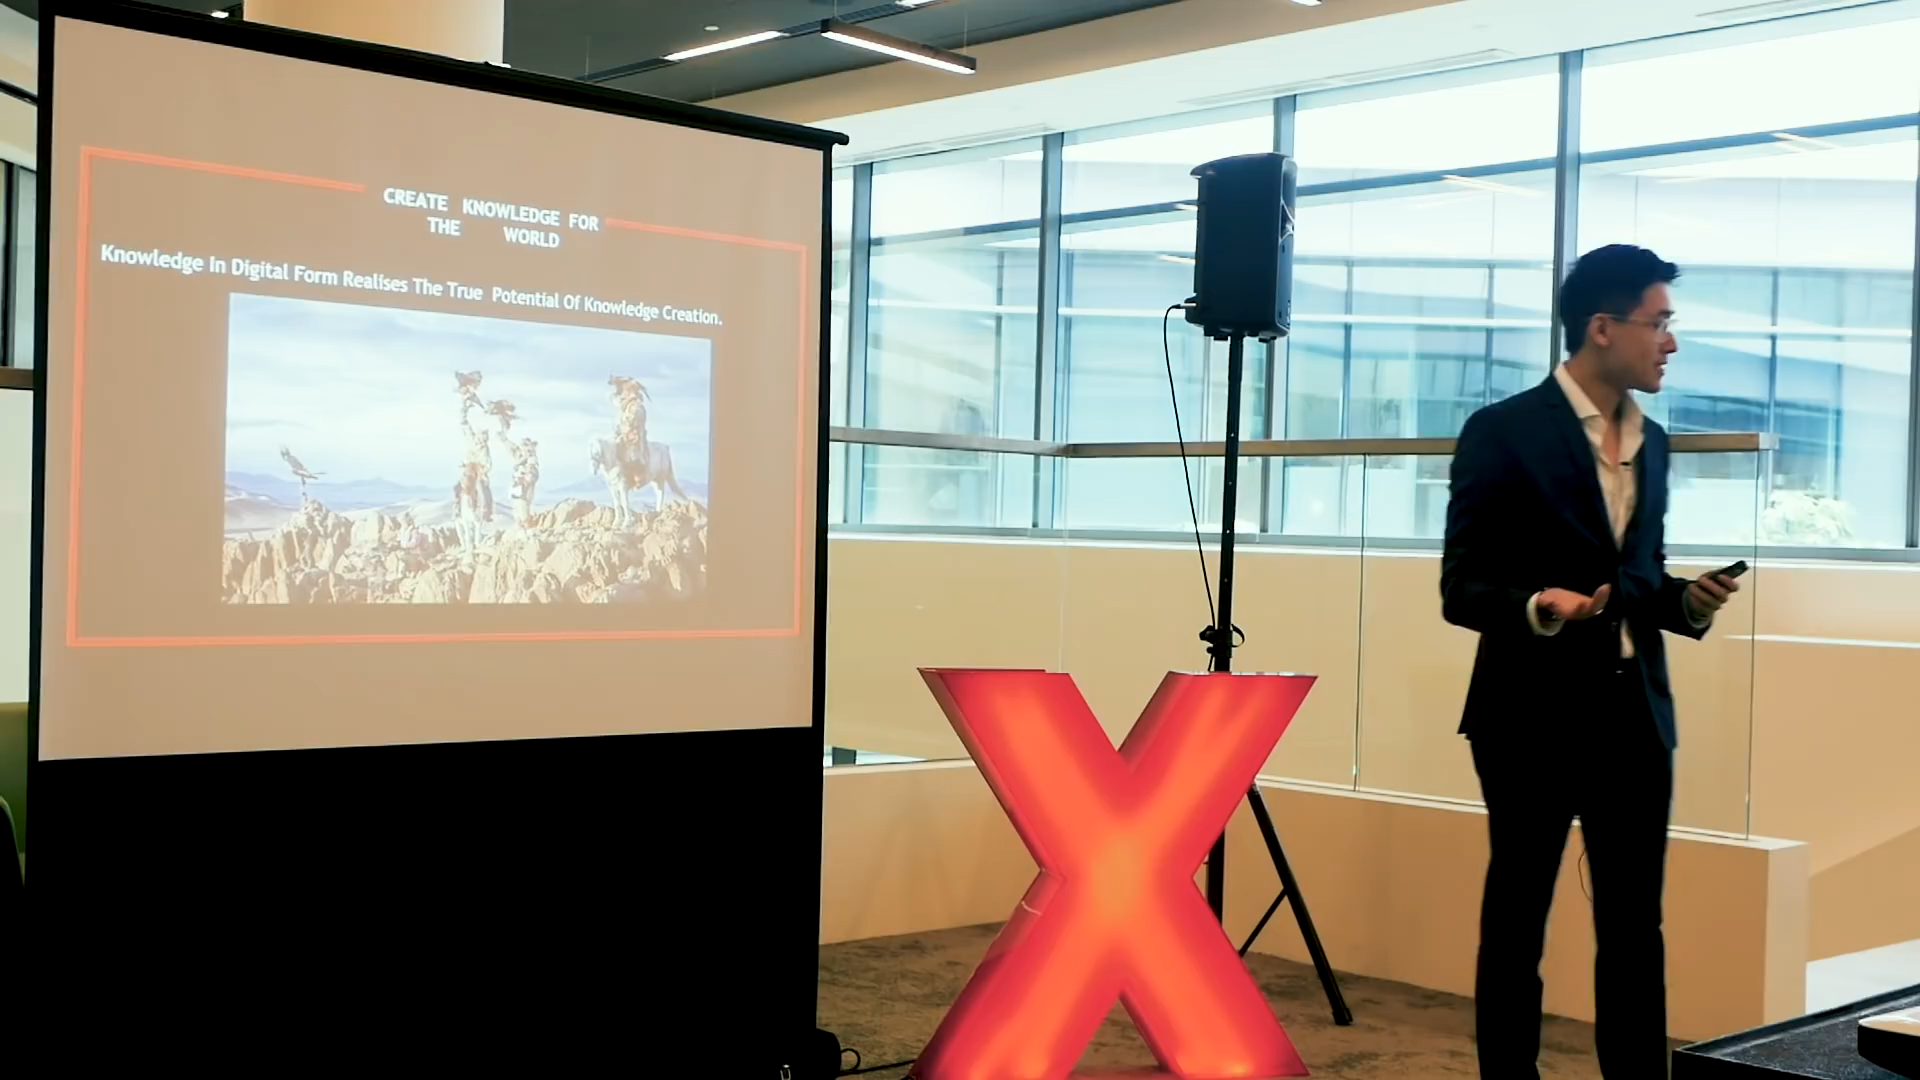 CREATE KNOWLEDGE FOR
THE WORLD
Knowledge In Digital Form Realises The True Potential Of Knowledge Creation.
X